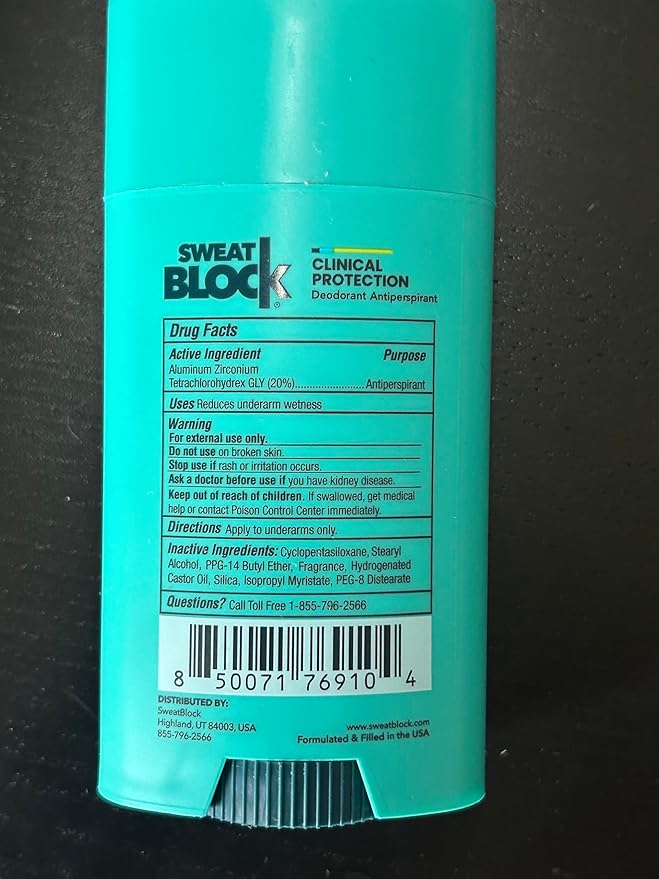 SWEAT
BLOCK®
CLINICAL
PROTECTION
Deodorant Antiperspirant
Drug Facts
Active Ingredient Purpose
Aluminum Zirconium
Tetrachlorohydrex GLY (20%)........................Antiperspirant
Uses Reduces underarm wetness
Warning
For external use only.
Do not use on broken skin.
Stop use if rash or irritation occurs.
Ask a doctor before use if you have kidney disease.
Keep out of reach of children. If swallowed, get medical
help or contact Poison Control Center immediately.
Directions Apply to underarms only.
Inactive Ingredients: Cyclopentasiloxane, Stearyl
Alcohol, PPG-14 Butyl Ether, Fragrance, Hydrogenated
Castor Oil, Silica, Isopropyl Myristate, PEG-8 Distearate
Questions? Call Toll Free 1-855-796-2566
8 50071 76910 4
DISTRIBUTED BY:
SweatBlock
Highland, UT 84003, USA
855-796-2566
www.sweatblock.com
Formulated & Filled in the USA